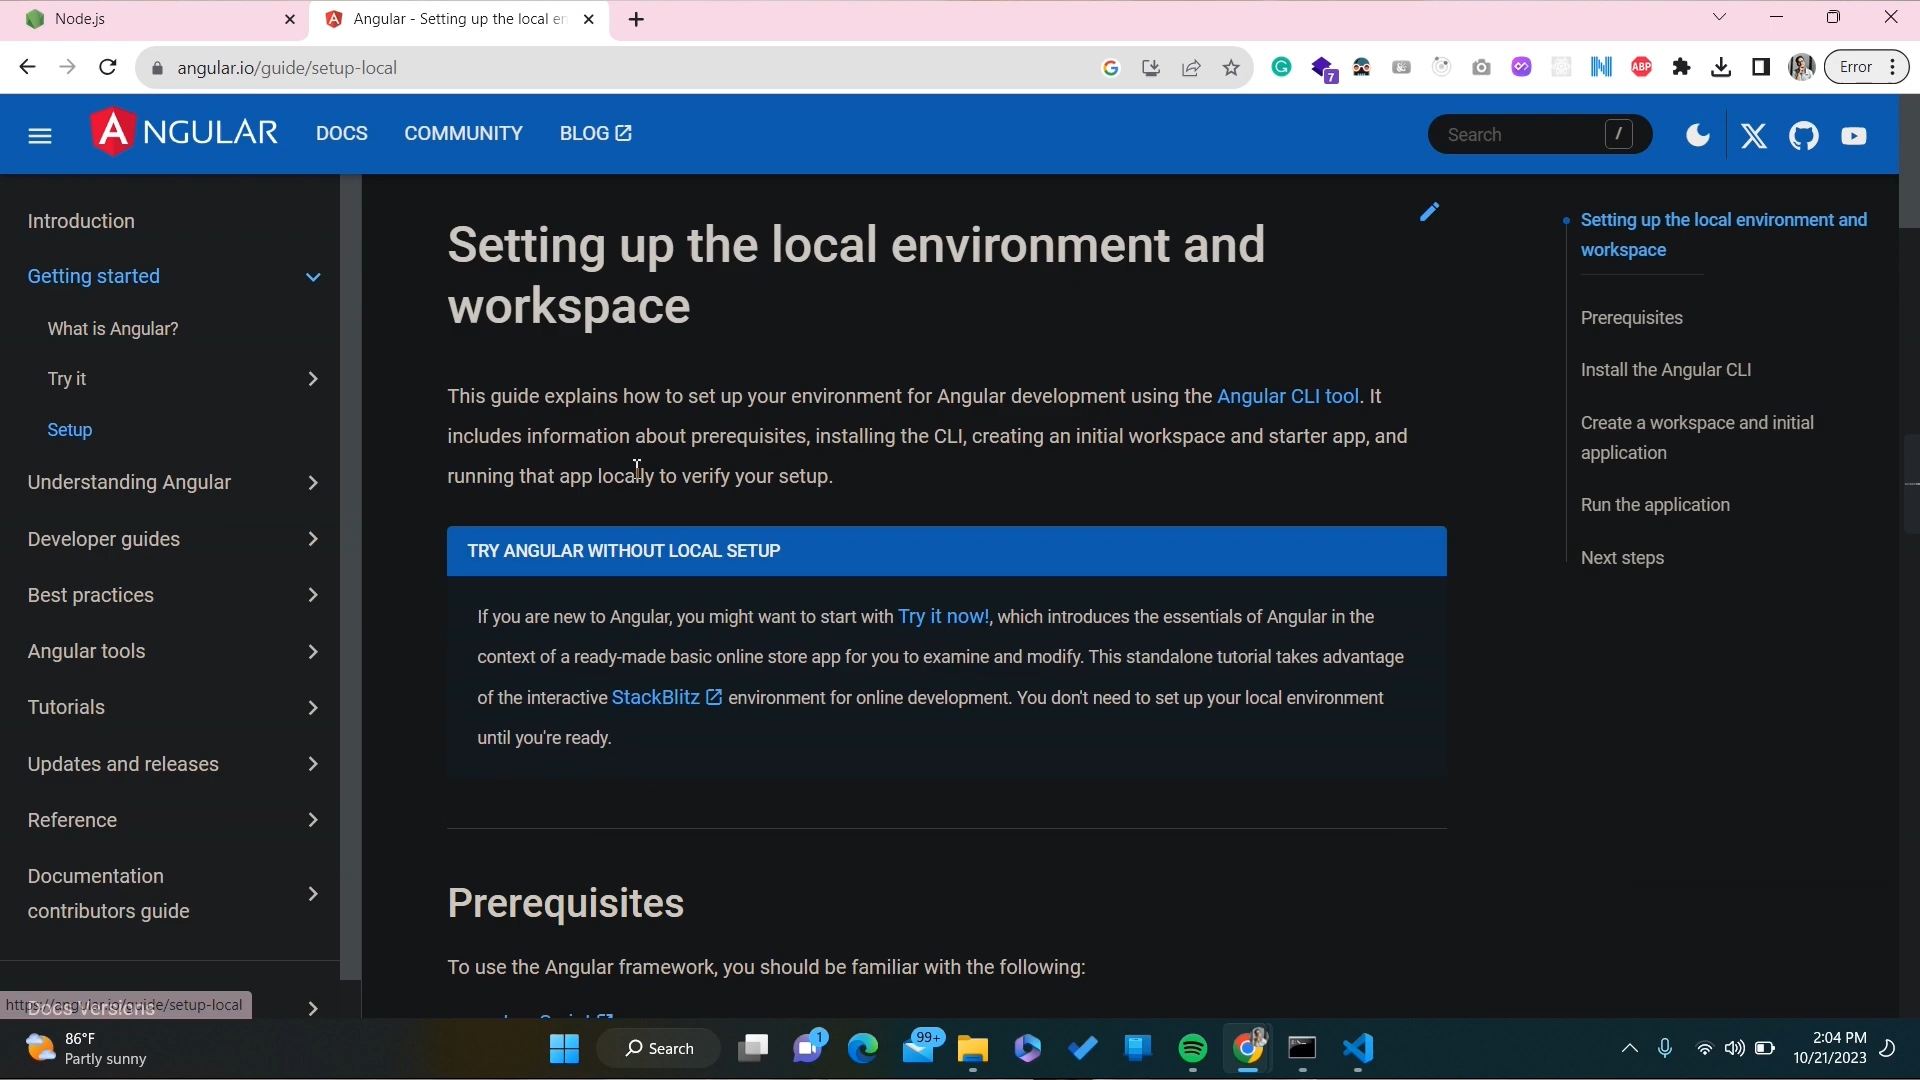 Node.js
Angular - Setting up the local en
angular.io/guide/setup-local
7
ABP
Error
ANGULAR
DOCS
COMMUNITY
BLOG
Search
/
Introduction
Getting started
What is Angular?
Try it
Setup
Understanding Angular
Developer guides
Best practices
Angular tools
Tutorials
Updates and releases
Reference
Documentation
contributors guide
Docs Versions
https://angular.io/guide/setup-local
Setting up the local environment and
workspace
This guide explains how to set up your environment for Angular development using the Angular CLI tool. It
includes information about prerequisites, installing the CLI, creating an initial workspace and starter app, and
running that app locally to verify your setup.
TRY ANGULAR WITHOUT LOCAL SETUP
If you are new to Angular, you might want to start with Try it now!, which introduces the essentials of Angular in the
context of a ready-made basic online store app for you to examine and modify. This standalone tutorial takes advantage
of the interactive StackBlitz environment for online development. You don't need to set up your local environment
until you're ready.
Prerequisites
To use the Angular framework, you should be familiar with the following:
Setting up the local environment and
workspace
Prerequisites
Install the Angular CLI
Create a workspace and initial
application
Run the application
Next steps
86°F
Partly sunny
Search
1
99+
2:04 PM
10/21/2023